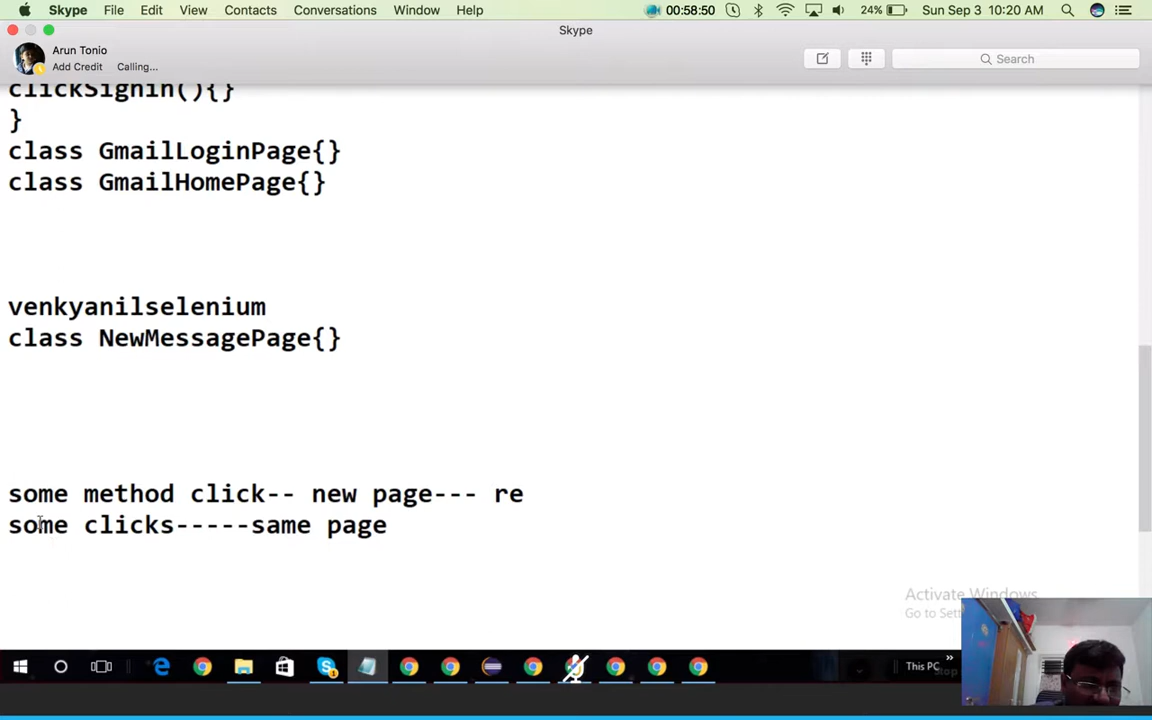 Skype File Edit View Contacts Conversations Window Help 00:58:50 24% Sun Sep 3 10:20 AM
Skype
Arun Tonio
Add Credit Calling...
Search
clickSignin(){}
}
class GmailLoginPage{}
class GmailHomePage{}
venkyanilselenium
class NewMessagePage{}
some method click-- new page--- re
some clicks-----same page
Activate Windows
Go to
This PC